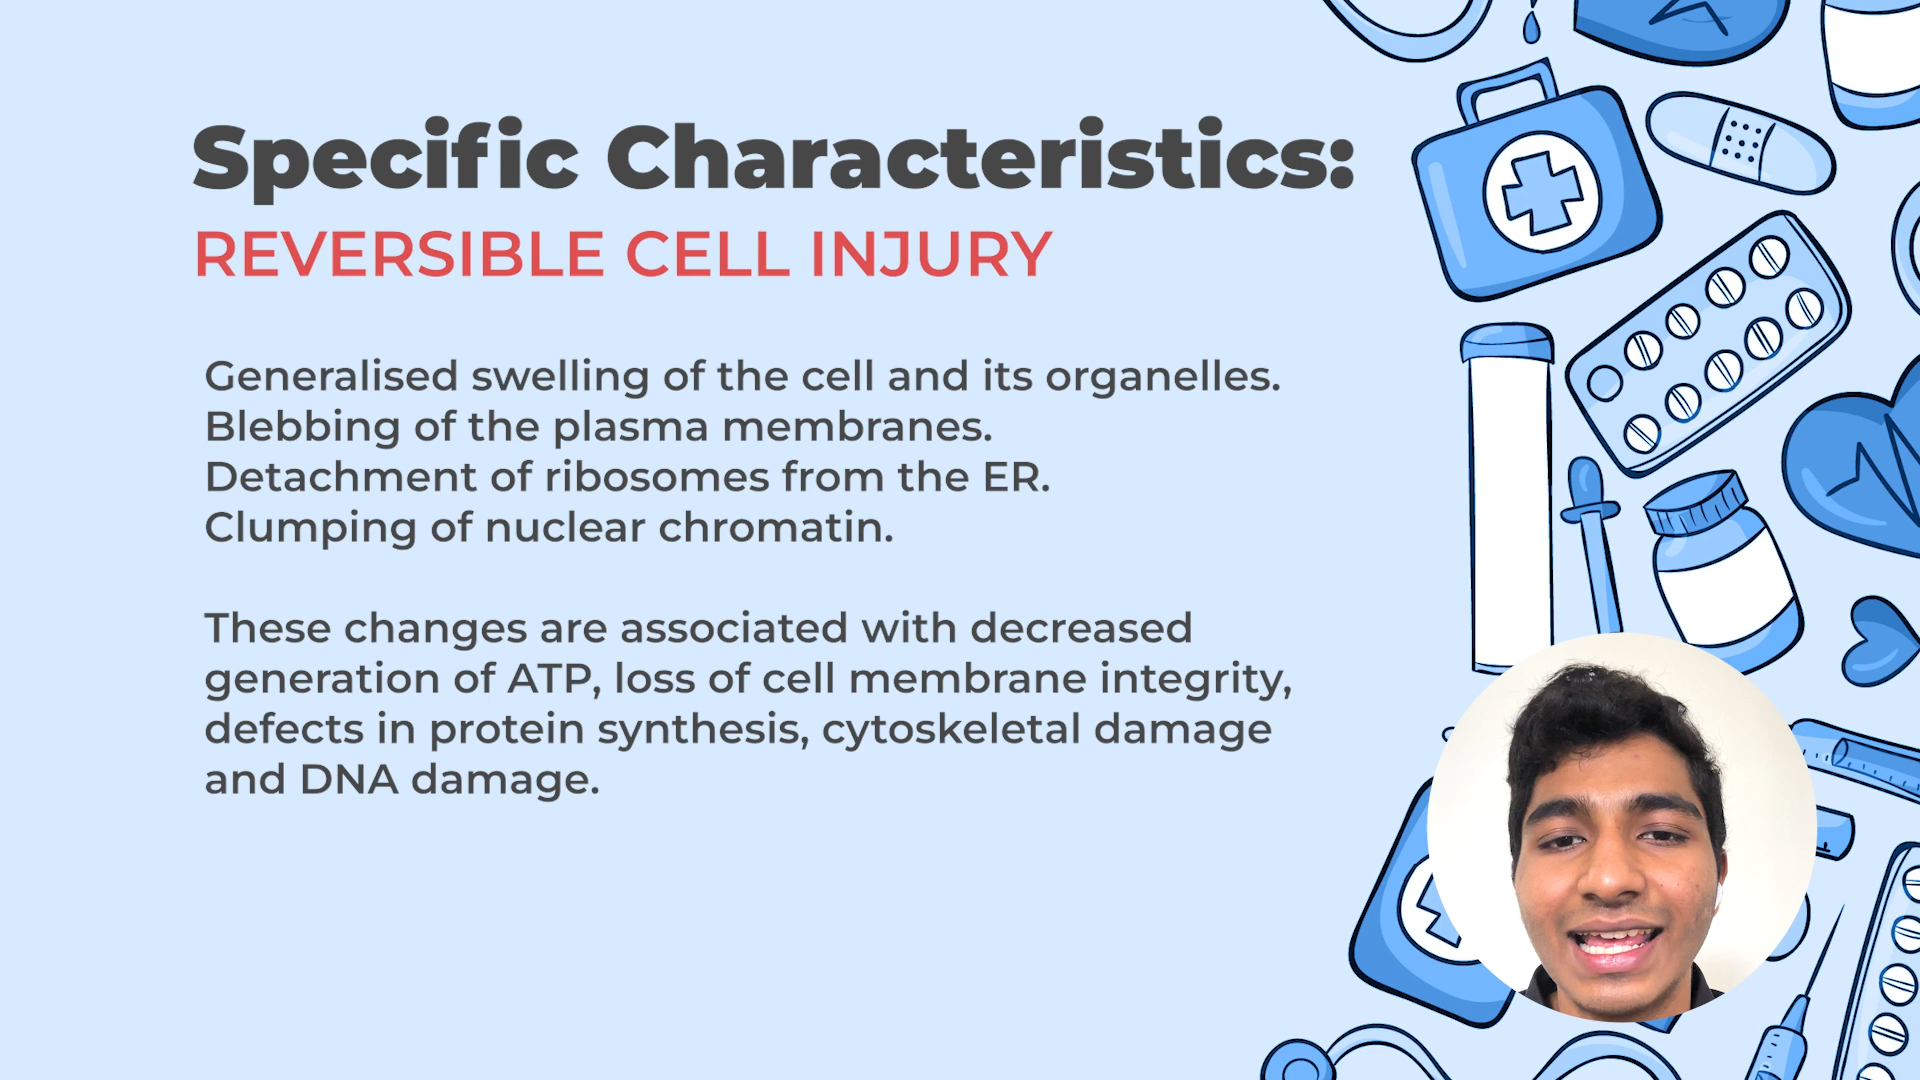 Specific Characteristics:
REVERSIBLE CELL INJURY
Generalised swelling of the cell and its organelles.
Blebbing of the plasma membranes.
Detachment of ribosomes from the ER.
Clumping of nuclear chromatin.
These changes are associated with decreased
generation of ATP, loss of cell membrane integrity,
defects in protein synthesis, cytoskeletal damage
and DNA damage.